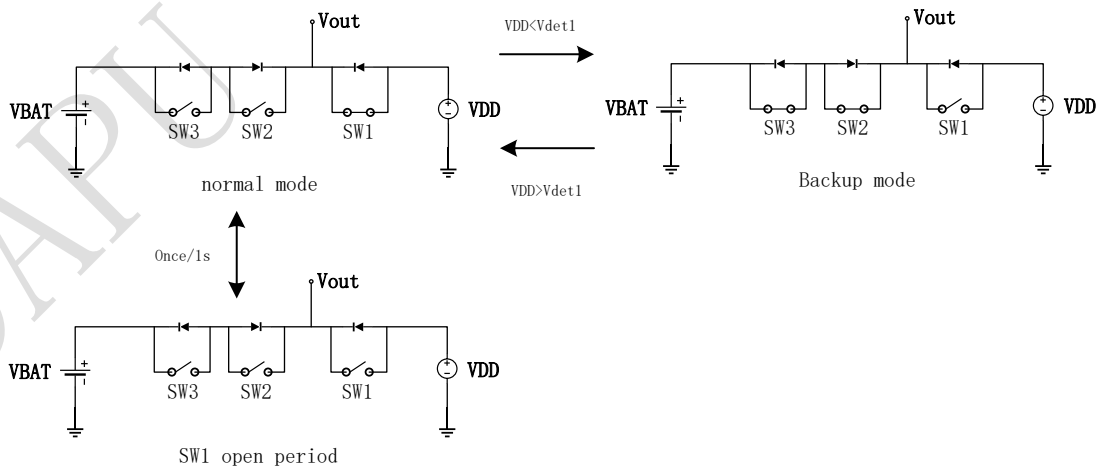 Vout
VBAT
SW3
SW2
SW1
VDD
normal mode
VDD<Vdet1
VDD>Vdet1
Vout
VBAT
SW3
SW2
SW1
VDD
Backup mode
Once/1s
Vout
VBAT
SW3
SW2
SW1
VDD
SW1 open period
DAPU